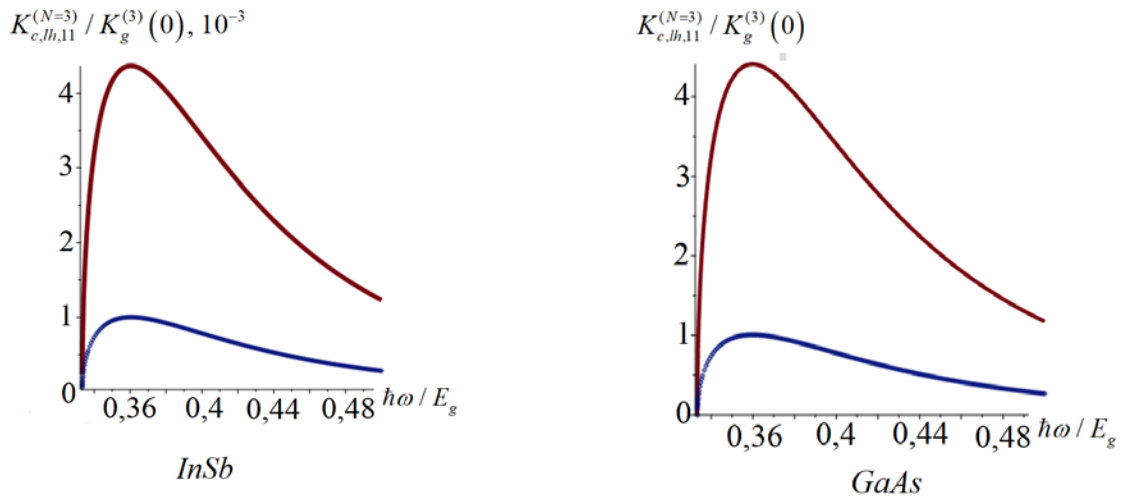 K_{c,lh,11}^{(N=3)} / K_g^{(3)}(0), 10^{-3}
4
3
2
1
0
0,36 0,4 0,44 0,48 ħω / E_g
InSb
K_{c,lh,11}^{(N=3)} / K_g^{(3)}(0)
4
3
2
1
0
0,36 0,4 0,44 0,48 ħω / E_g
GaAs